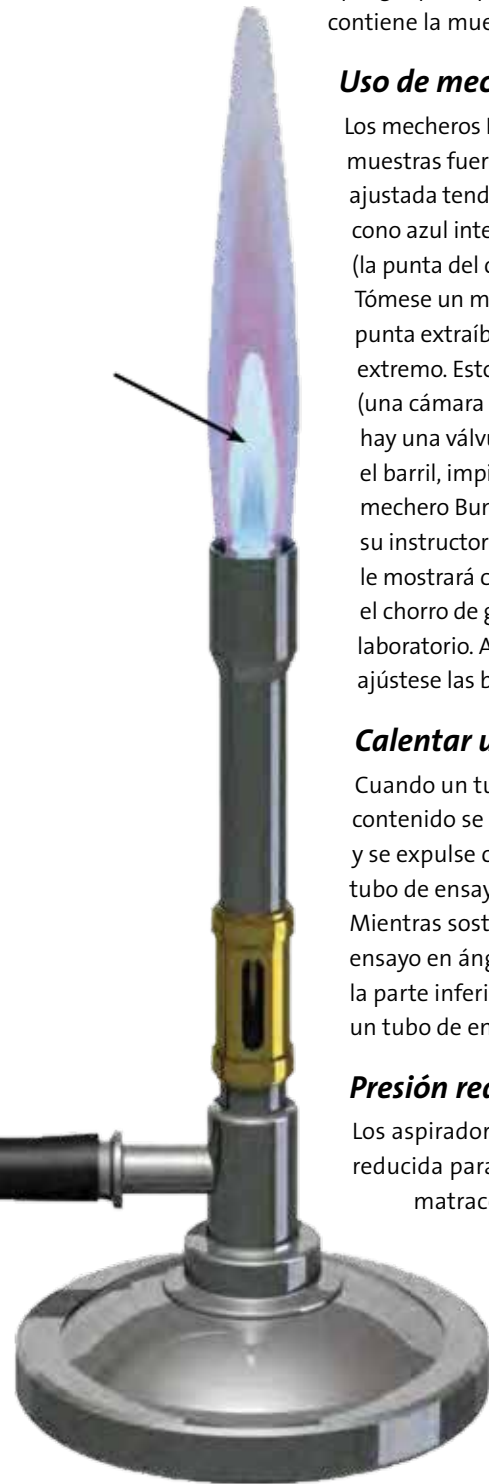 contiene la mue
Uso de mec
Los mecheros
muestras fuer
ajustada tend
cono azul inte
(la punta del
Tómese un m
punta extraíb
extremo. Esto
(una cámara
hay una válvu
el barril, impi
mechero Bun
su instructor
le mostrará c
el chorro de g
laboratorio. A
ajústese las b
Calentar u
Cuando un tu
contenido se
y se expulse c
tubo de ensay
Mientras sost
ensayo en áng
la parte inferi
un tubo de en
Presión re
Los aspirador
reducida para
matrac